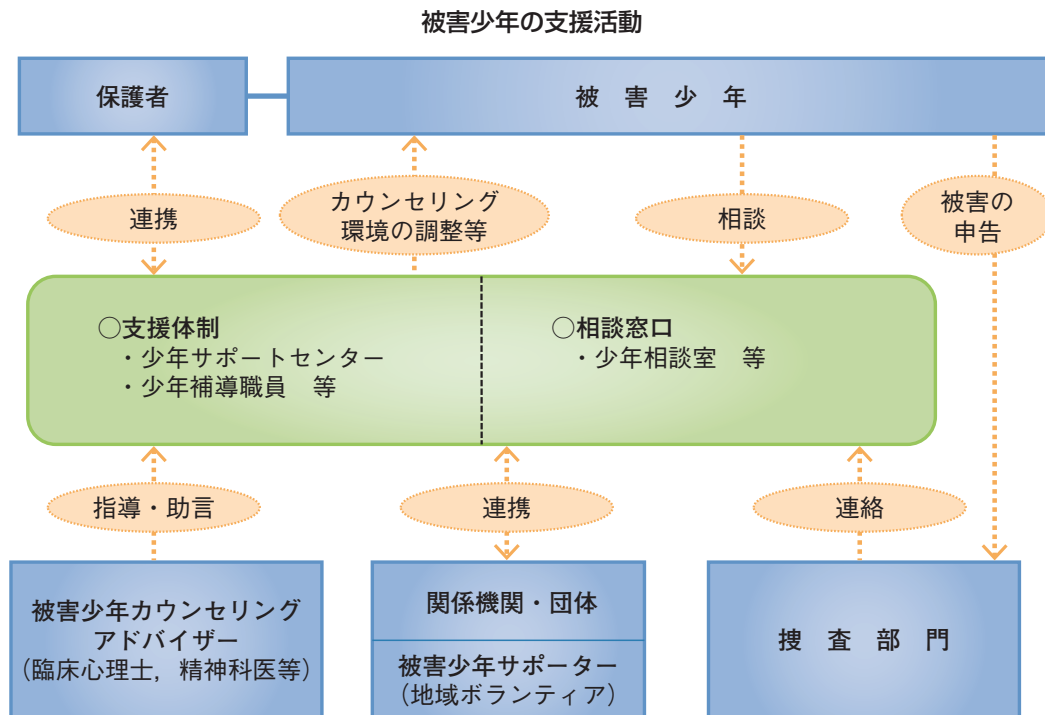 被害少年の支援活動
保護者
被　害　少　年
連携
カウンセリング
環境の調整等
相談
被害の
申告
○支援体制
・少年サポートセンター
・少年補導職員　等
○相談窓口
・少年相談室　等
指導・助言
連携
連絡
被害少年カウンセリング
アドバイザー
（臨床心理士，精神科医等）
関係機関・団体
被害少年サポーター
（地域ボランティア）
捜　査　部　門